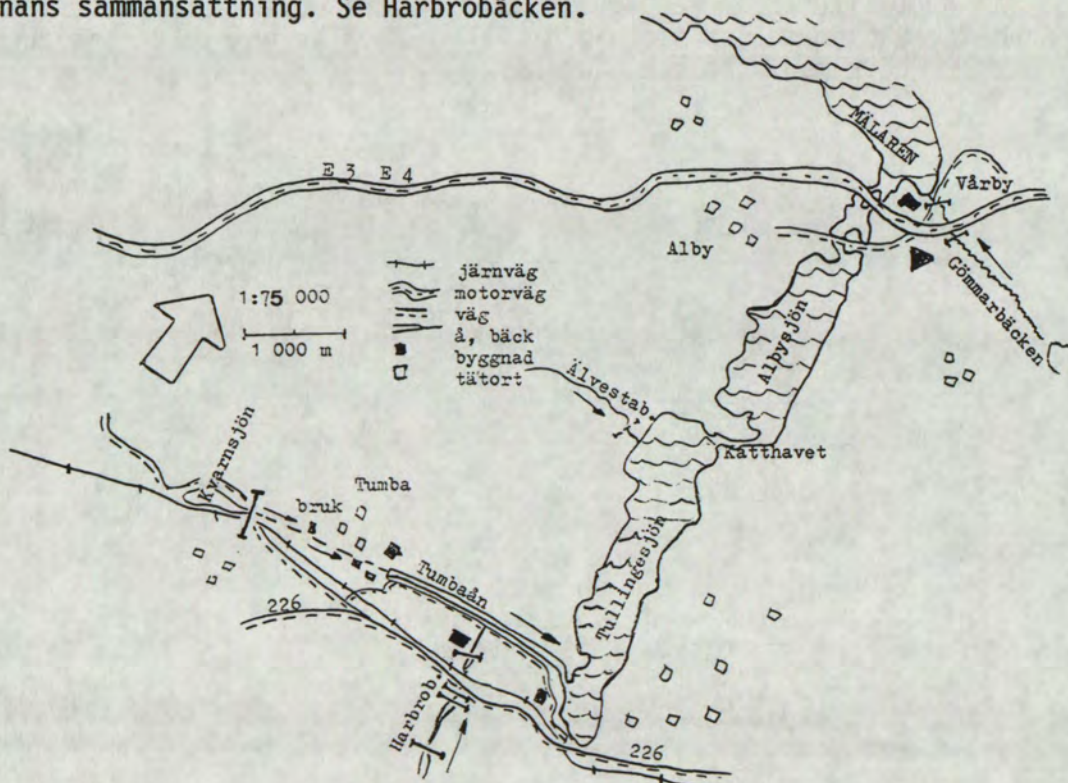 nans sammansättning. Se Harbrobäcken.
MÄLAREN
E 3 E 4
Vårby
Alby
Gömmarbäcken
järnväg
motorväg
väg
å, bäck
byggnad
tätort
1:75 000
1 000 m
Albysjön
Älvestab.
Katthavet
Kvarnsjön
Tumba
bruk
Tumbaån
Tullingesjön
226
Harbrob.
226